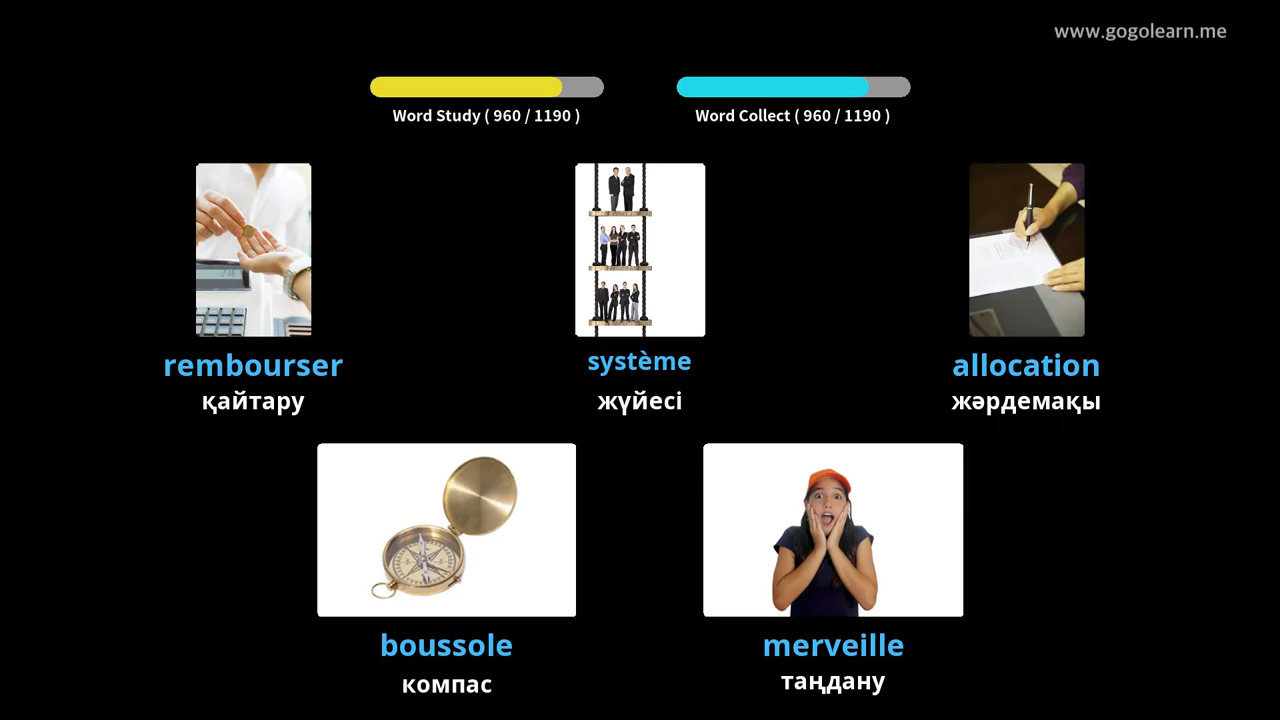 www.gogolearn.me
Word Study ( 960 / 1190 )
Word Collect ( 960 / 1190 )
rembourser
қайтару
système
жүйесі
allocation
жәрдемақы
boussole
компас
merveille
таңдану